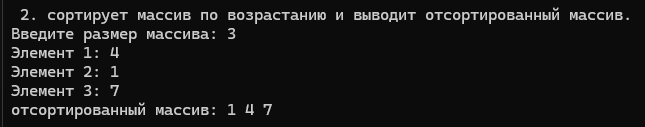 2. сортирует массив по возрастанию и выводит отсортированный массив.
Введите размер массива: 3
Элемент 1: 4
Элемент 2: 1
Элемент 3: 7
отсортированный массив: 1 4 7